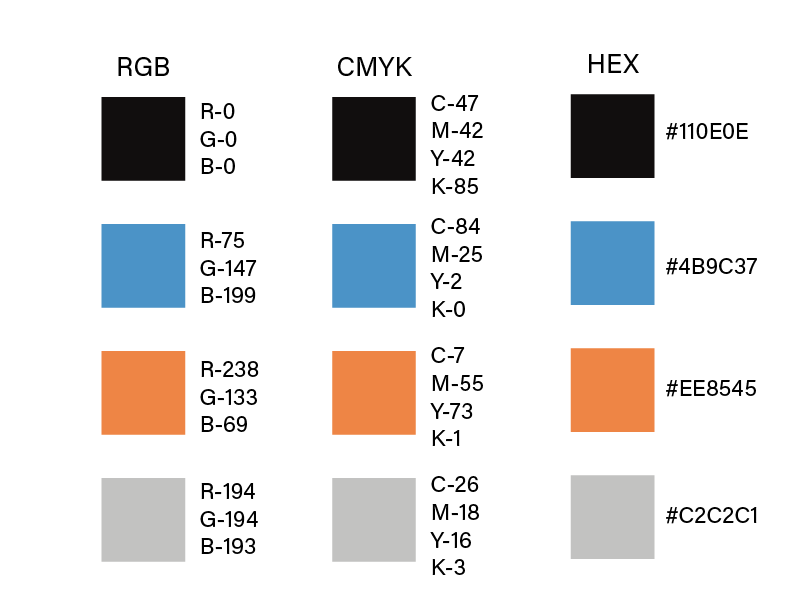 RGB
CMYK
HEX
R-0
G-0
B-0
C-47
M-42
Y-42
K-85
#110E0E
R-75
G-147
B-199
C-84
M-25
Y-2
K-0
#4B9C37
R-238
G-133
B-69
C-7
M-55
Y-73
K-1
#EE8545
R-194
G-194
B-193
C-26
M-18
Y-16
K-3
#C2C2C1